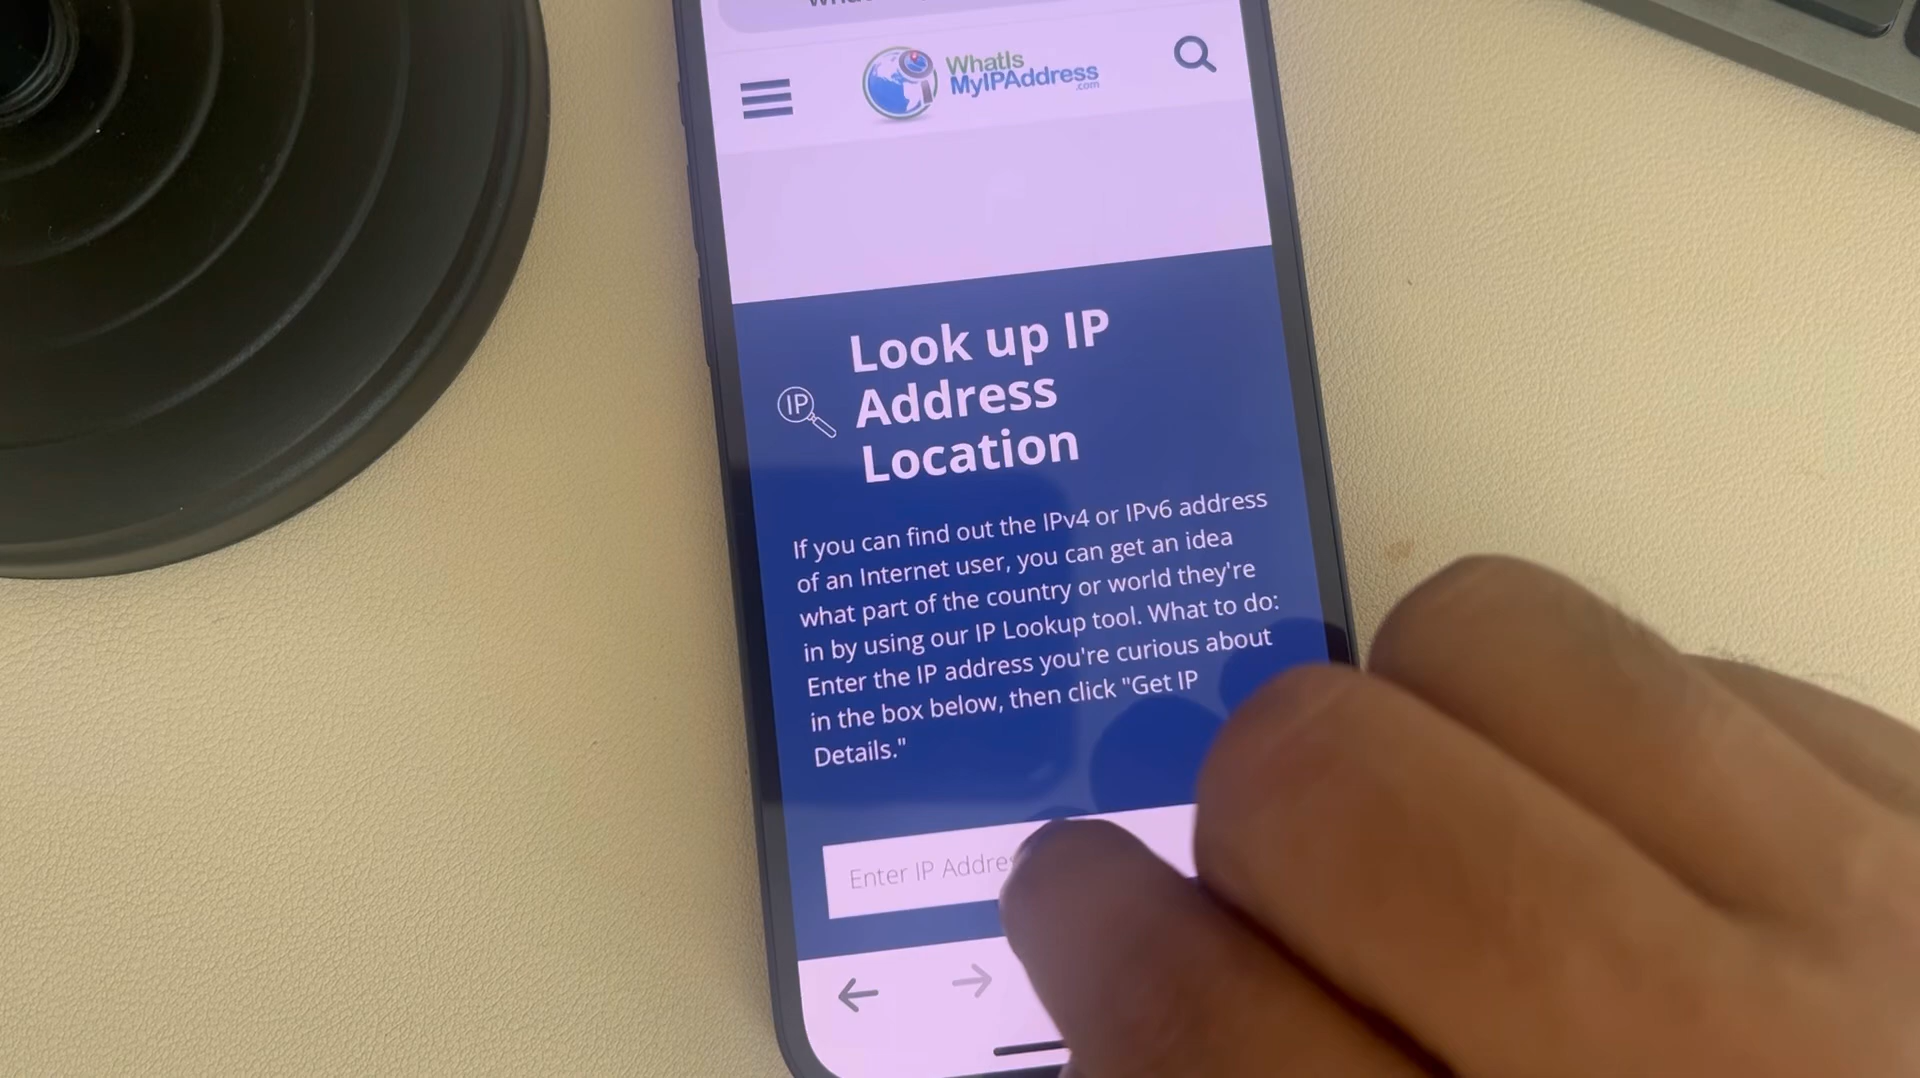 WhatIs
MyIPAddress
.com
Look up IP
Address
Location
IP
If you can find out the IPv4 or IPv6 address
of an Internet user, you can get an idea
what part of the country or world they're
in by using our IP Lookup tool. What to do:
Enter the IP address you're curious about
in the box below, then click "Get IP
Details."
Enter IP